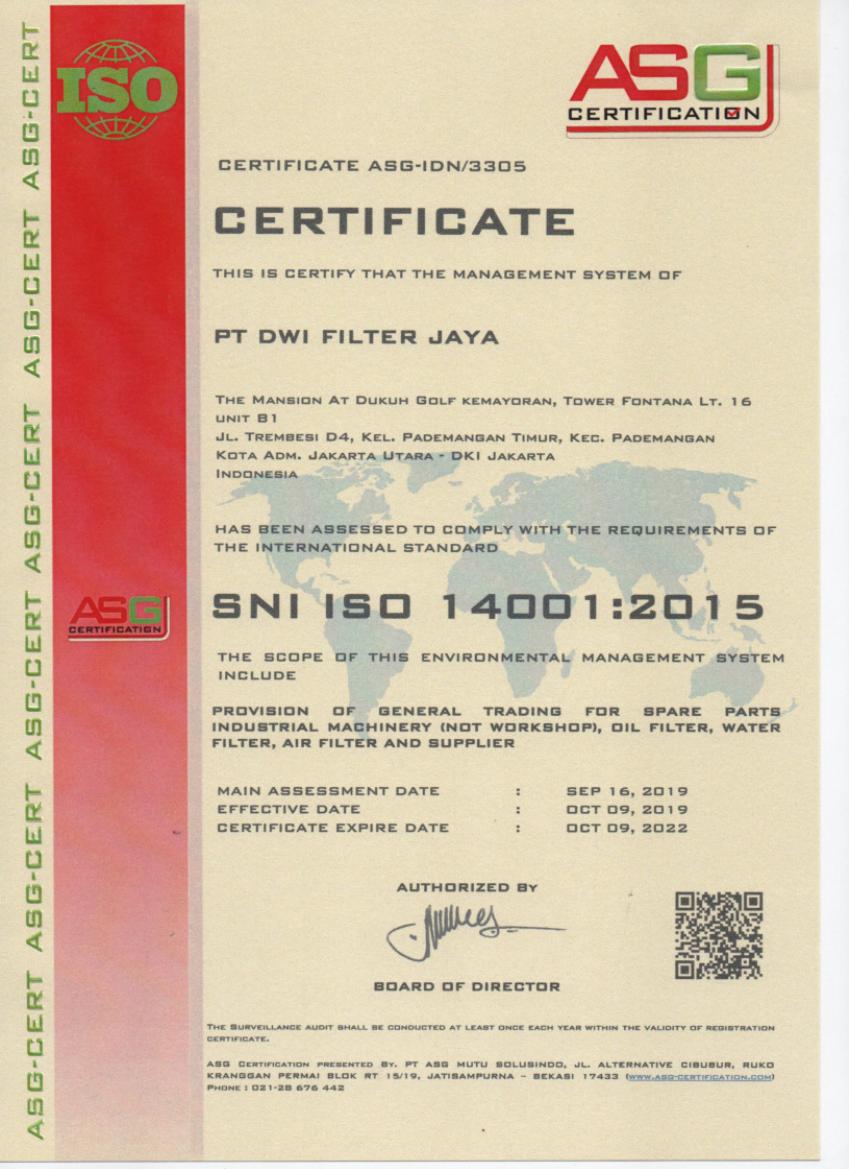 ASG-CERT ASG-CERT ASG-CERT ASG-CERT ASG-CERT ASG-CERT
ISO
ASG
CERTIFICATION
CERTIFICATE ASG-IDN/3305
CERTIFICATE
THIS IS CERTIFY THAT THE MANAGEMENT SYSTEM OF
PT DWI FILTER JAYA
THE MANSION AT DUKUH GOLF KEMAYORAN, TOWER FONTANA LT. 16
UNIT B1
JL. TREMBESI D4, KEL. PADEMANGAN TIMUR, KEC. PADEMANGAN
KOTA ADM. JAKARTA UTARA - DKI JAKARTA
INDONESIA
HAS BEEN ASSESSED TO COMPLY WITH THE REQUIREMENTS OF
THE INTERNATIONAL STANDARD
SNI ISO 14001:2015
ASG
CERTIFICATION
THE SCOPE OF THIS ENVIRONMENTAL MANAGEMENT SYSTEM
INCLUDE
PROVISION OF GENERAL TRADING FOR SPARE PARTS
INDUSTRIAL MACHINERY (NOT WORKSHOP), OIL FILTER, WATER
FILTER, AIR FILTER AND SUPPLIER
MAIN ASSESSMENT DATE : SEP 16, 2019
EFFECTIVE DATE : OCT 09, 2019
CERTIFICATE EXPIRE DATE : OCT 09, 2022
AUTHORIZED BY
BOARD OF DIRECTOR
THE SURVEILLANCE AUDIT SHALL BE CONDUCTED AT LEAST ONCE EACH YEAR WITHIN THE VALIDITY OF REGISTRATION
CERTIFICATE.
ASG CERTIFICATION PRESENTED BY. PT ASG MUTU SOLUSINDO, JL. ALTERNATIVE CIBUBUR, RUKO
KRANGGAN PERMAI BLOK RT 15/19, JATISAMPURNA – BEKASI 17433 (WWW.ASG-CERTIFICATION.COM)
PHONE : 021-28 676 442